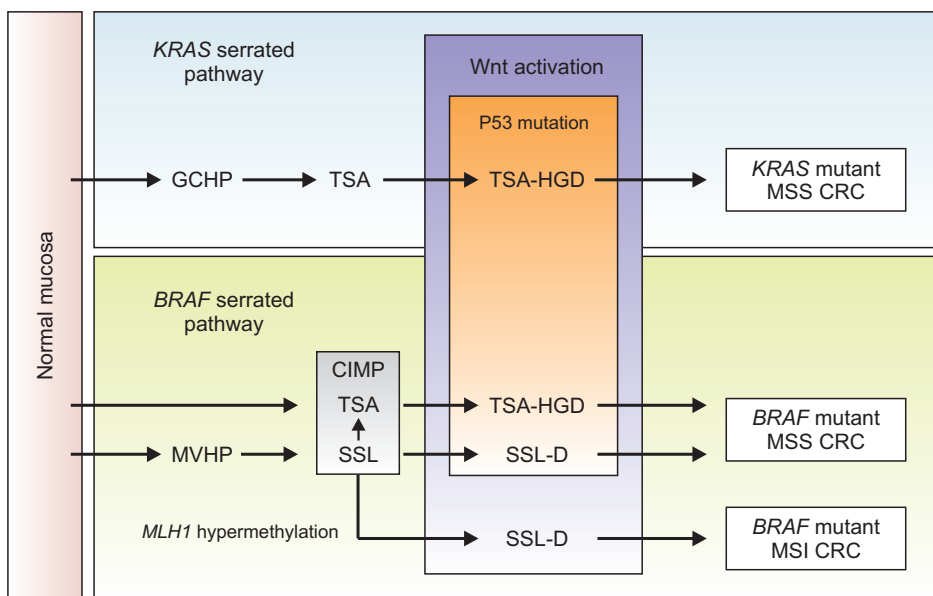 Normal mucosa
KRAS serrated
pathway
Wnt activation
P53 mutation
GCHP
TSA
TSA-HGD
KRAS mutant
MSS CRC
BRAF serrated
pathway
CIMP
TSA
TSA-HGD
BRAF mutant
MSS CRC
MVHP
SSL
SSL-D
MLH1 hypermethylation
SSL-D
BRAF mutant
MSI CRC